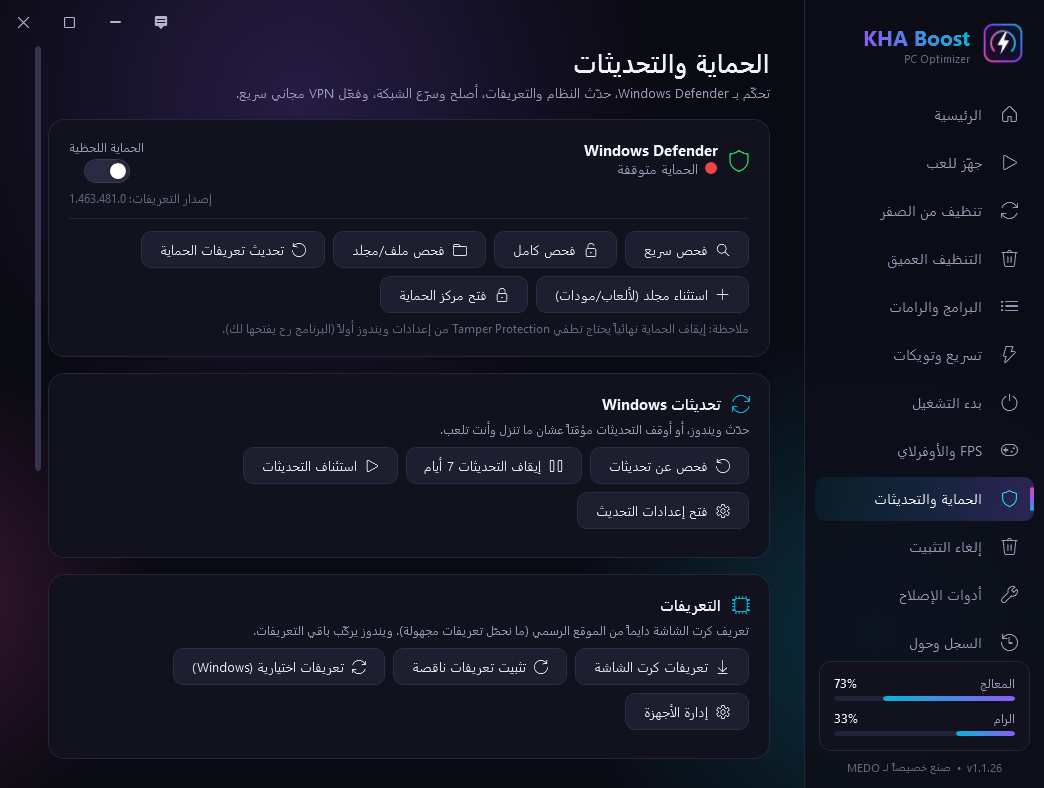 KHA Boost
PC Optimizer
الرئيسية
جهّز للعب
تنظيف من الصفر
التنظيف العميق
البرامج والرامات
تسريع وتويكات
بدء التشغيل
FPS والأوفرلاي
الحماية والتحديثات
إلغاء التثبيت
أدوات الإصلاح
السجل وحول
المعالج 73%
الرام 33%
v1.1.26 • صنع خصيصاً لـ MEDO
الحماية والتحديثات
تحكّم بـ Windows Defender، حدّث النظام والتعريفات، أصلح وسرّع الشبكة، وفعّل VPN مجاني سريع.
Windows Defender
الحماية متوقفة
الحماية اللحظية
إصدار التعريفات: 1.463.481.0
فحص سريع
فحص كامل
فحص ملف/مجلد
تحديث تعريفات الحماية
استثناء مجلد (لألعاب/مودات)
فتح مركز الحماية
ملاحظة: إيقاف الحماية نهائياً يحتاج تطفي Tamper Protection من إعدادات ويندوز أولاً (البرنامج رح يفتحها لك).
تحديثات Windows
حدّث ويندوز، أو أوقف التحديثات مؤقتاً عشان ما تنزل وأنت تلعب.
فحص عن تحديثات
إيقاف التحديثات 7 أيام
استئناف التحديثات
فتح إعدادات التحديث
التعريفات
تعريف كرت الشاشة دايماً من الموقع الرسمي (ما نحمّل تعريفات مجهولة)، ويندوز يركّب باقي التعريفات.
تعريفات كرت الشاشة
تثبيت تعريفات ناقصة
تعريفات اختيارية (Windows)
إدارة الأجهزة